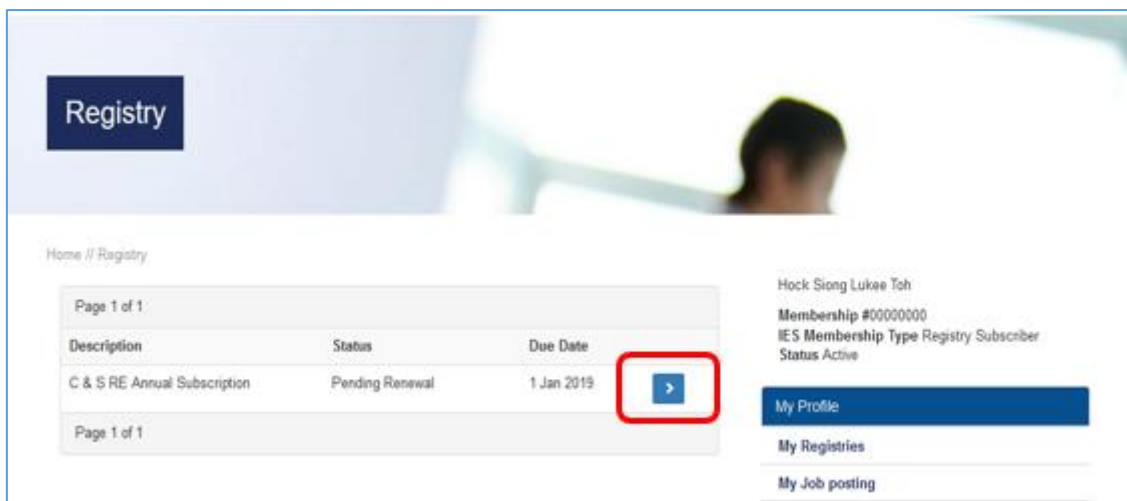 Registry
Home // Registry
Page 1 of 1
Description Status Due Date
C & S RE Annual Subscription Pending Renewal 1 Jan 2019
Page 1 of 1
Hock Siong Lukee Toh
Membership #00000000
IES Membership Type Registry Subscriber
Status Active
My Profile
My Registries
My Job posting